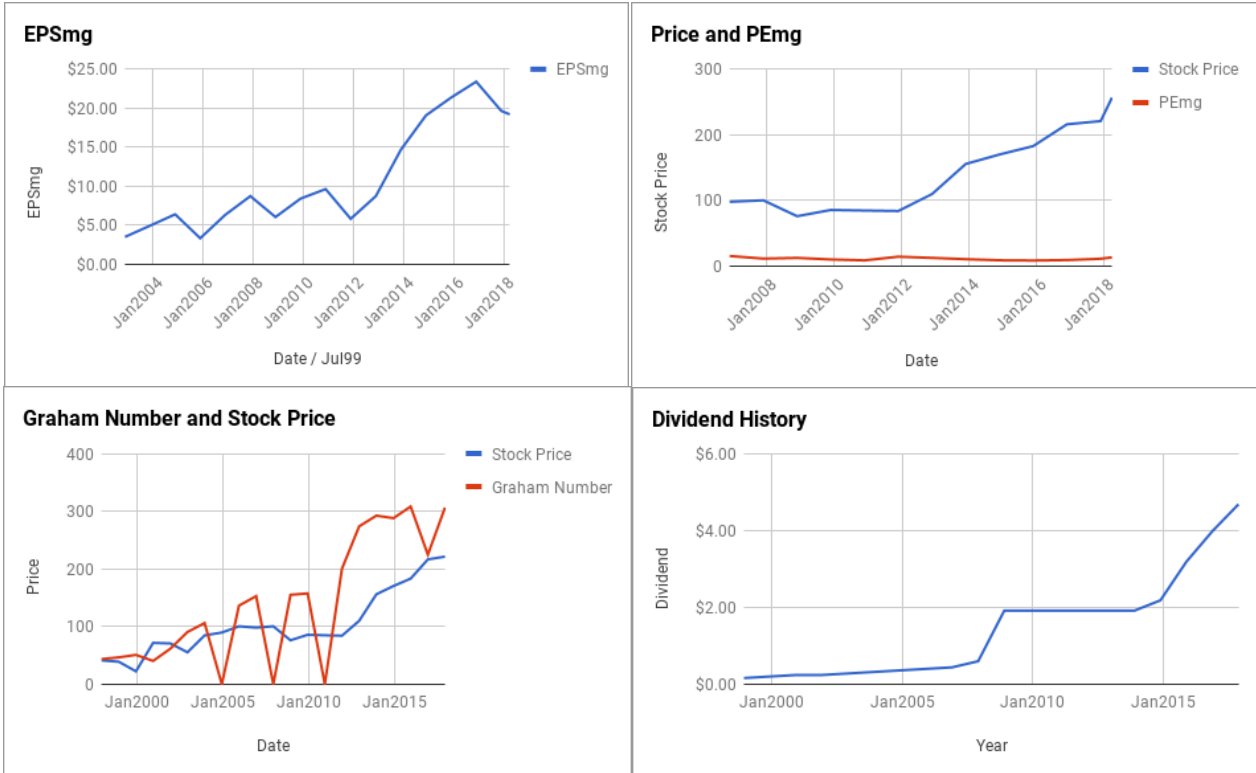 EPSmg
$25.00
$20.00
$15.00
$10.00
$5.00
$0.00
EPSmg
EPSmg
Jan2004
Jan2006
Jan2008
Jan2010
Jan2012
Jan2014
Jan2016
Jan2018
Date / Jul99
Price and PEmg
300
200
100
0
Stock Price
Stock Price
PEmg
Jan2008
Jan2010
Jan2012
Jan2014
Jan2016
Jan2018
Date
Graham Number and Stock Price
400
300
200
100
0
Price
Stock Price
Graham Number
Jan2000
Jan2005
Jan2010
Jan2015
Date
Dividend History
$6.00
$4.00
$2.00
$0.00
Dividend
Jan2000
Jan2005
Jan2010
Jan2015
Year